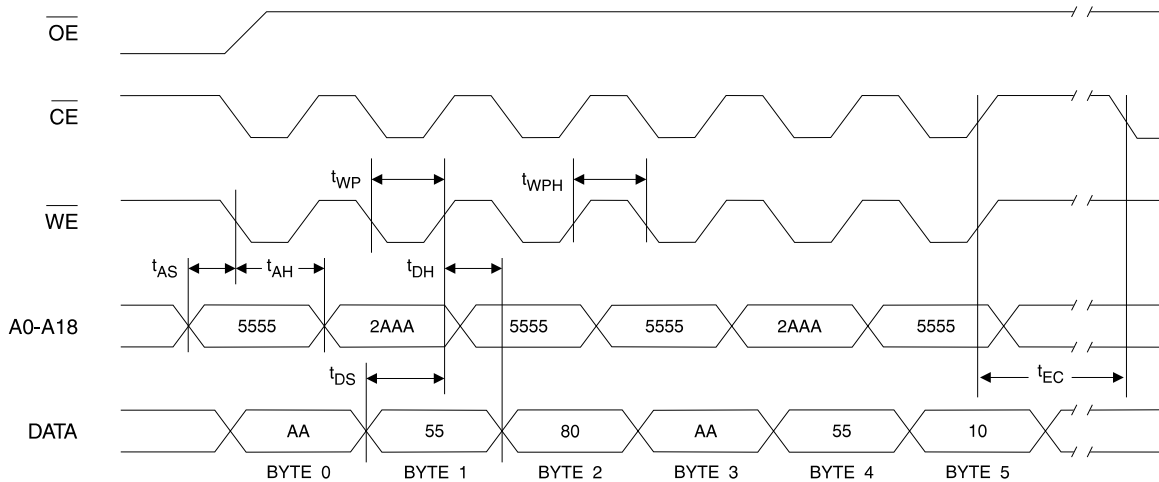 OE
CE
tWP
tWPH
WE
tAS tAH tDH
A0-A18 5555 2AAA 5555 5555 2AAA 5555
tDS tEC
DATA AA 55 80 AA 55 10
BYTE 0 BYTE 1 BYTE 2 BYTE 3 BYTE 4 BYTE 5